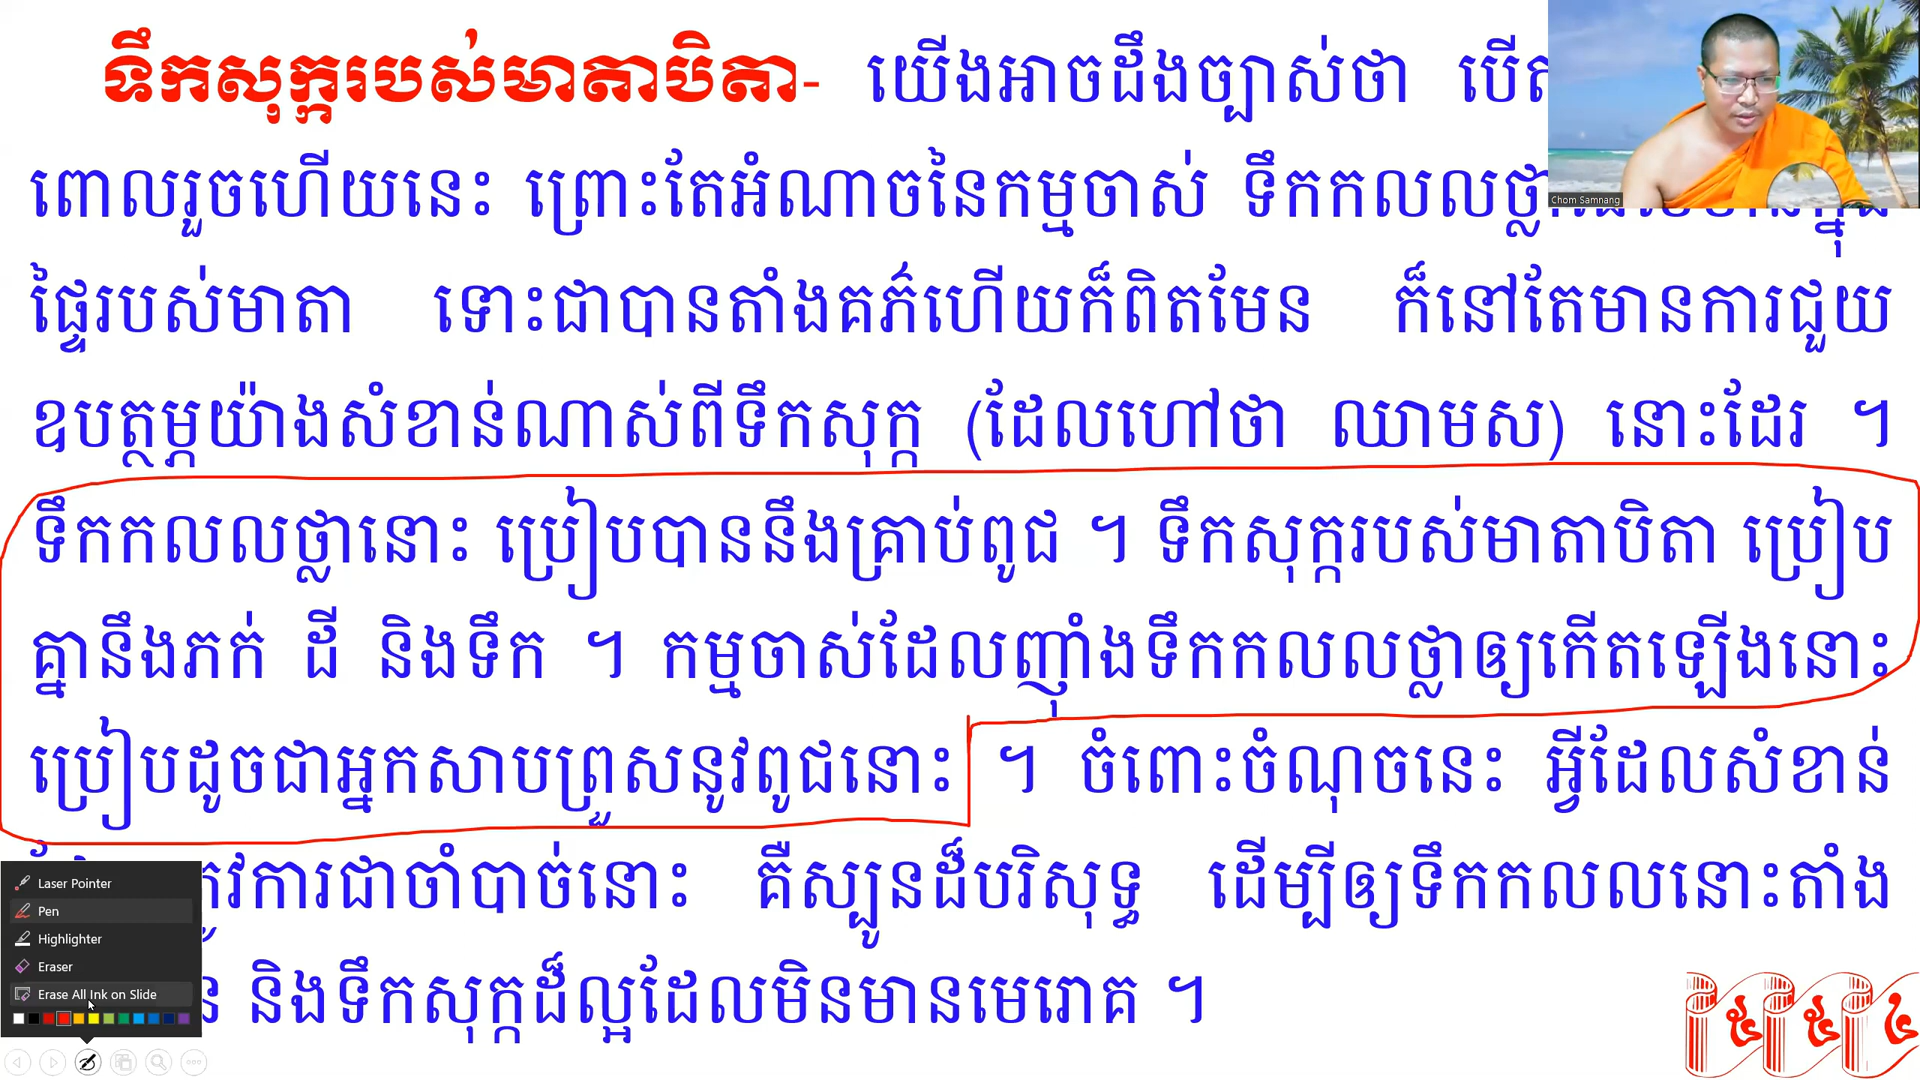 ទឹកសុក្ករបស់មាតាបិតា- យើងអាចដឹងច្បាស់ថា
ពោលរួចហើយនេះ ព្រោះតែអំណាចនៃកម្មចាស់
ផ្ទៃរបស់មាតា ទោះជាបានតាំងគភ៌ហើយក៏ពិតមែន ក៏នៅតែមានការជួយ
ឧបត្ថម្ភយ៉ាងសំខាន់ណាស់ពីទឹកសុក្ក (ដែលហៅថា ឈាមស) នោះដែរ ។
ទឹកកលលថ្លានោះ ប្រៀបបាននឹងគ្រាប់ពូជ ។ ទឹកសុក្ករបស់មាតាបិតា ប្រៀប
គ្នានឹងភក់ ដី និងទឹក ។ កម្មចាស់ដែលញ៉ាំងទឹកកលលថ្លាឲ្យកើតឡើងនោះ
ប្រៀបដូចជាអ្នកសាបព្រួសនូវពូជនោះ ។ ចំពោះចំណុចនេះ អ្វីដែលសំខាន់
ការជាចាំបាច់នោះ គឺស្បូនដ៏បរិសុទ្ធ ដើម្បីឲ្យទឹកកលលនោះតាំង
និងទឹកសុក្កដ៏ល្អដែលមិនមានមេរោគ ។
Chom Samnang
Laser Pointer
Pen
Highlighter
Eraser
Erase All Ink on Slide